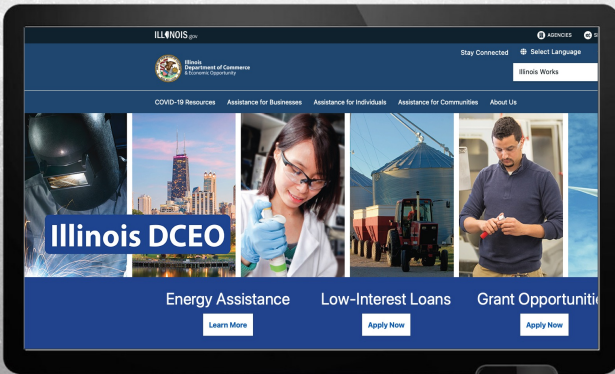 ILLINOIS.gov
AGENCIES
Stay Connected
Select Language
Illinois
Department of Commerce
& Economic Opportunity
Illinois Works
COVID-19 Resources
Assistance for Businesses
Assistance for Individuals
Assistance for Communities
About Us
Illinois DCEO
Energy Assistance
Low-Interest Loans
Grant Opportuniti
Learn More
Apply Now
Apply Now